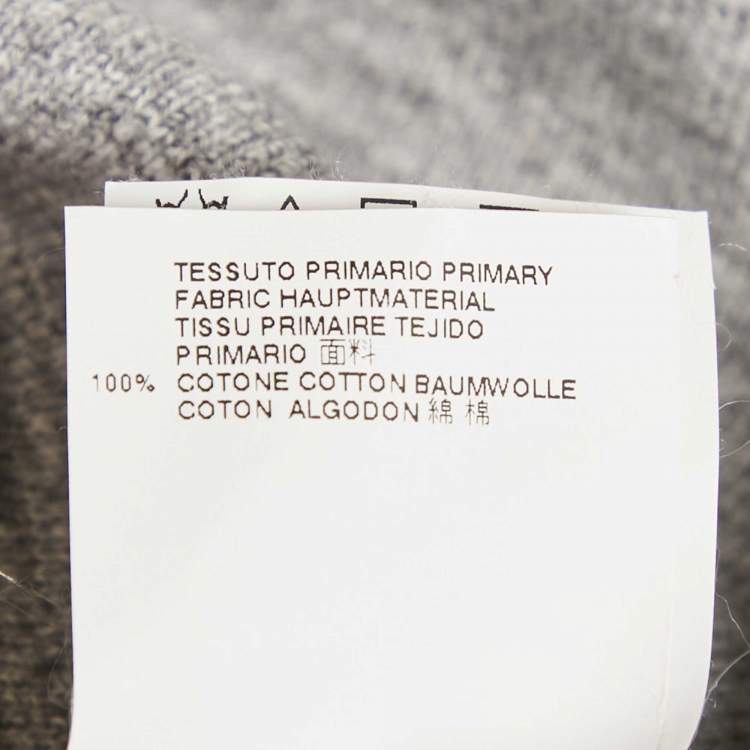 TESSUTO PRIMARIO PRIMARY
FABRIC HAUPTMATERIAL
TISSU PRIMAIRE TEJIDO
PRIMARIO 面料
100% COTONE COTTON BAUMWOLLE
COTON ALGODON 綿 棉